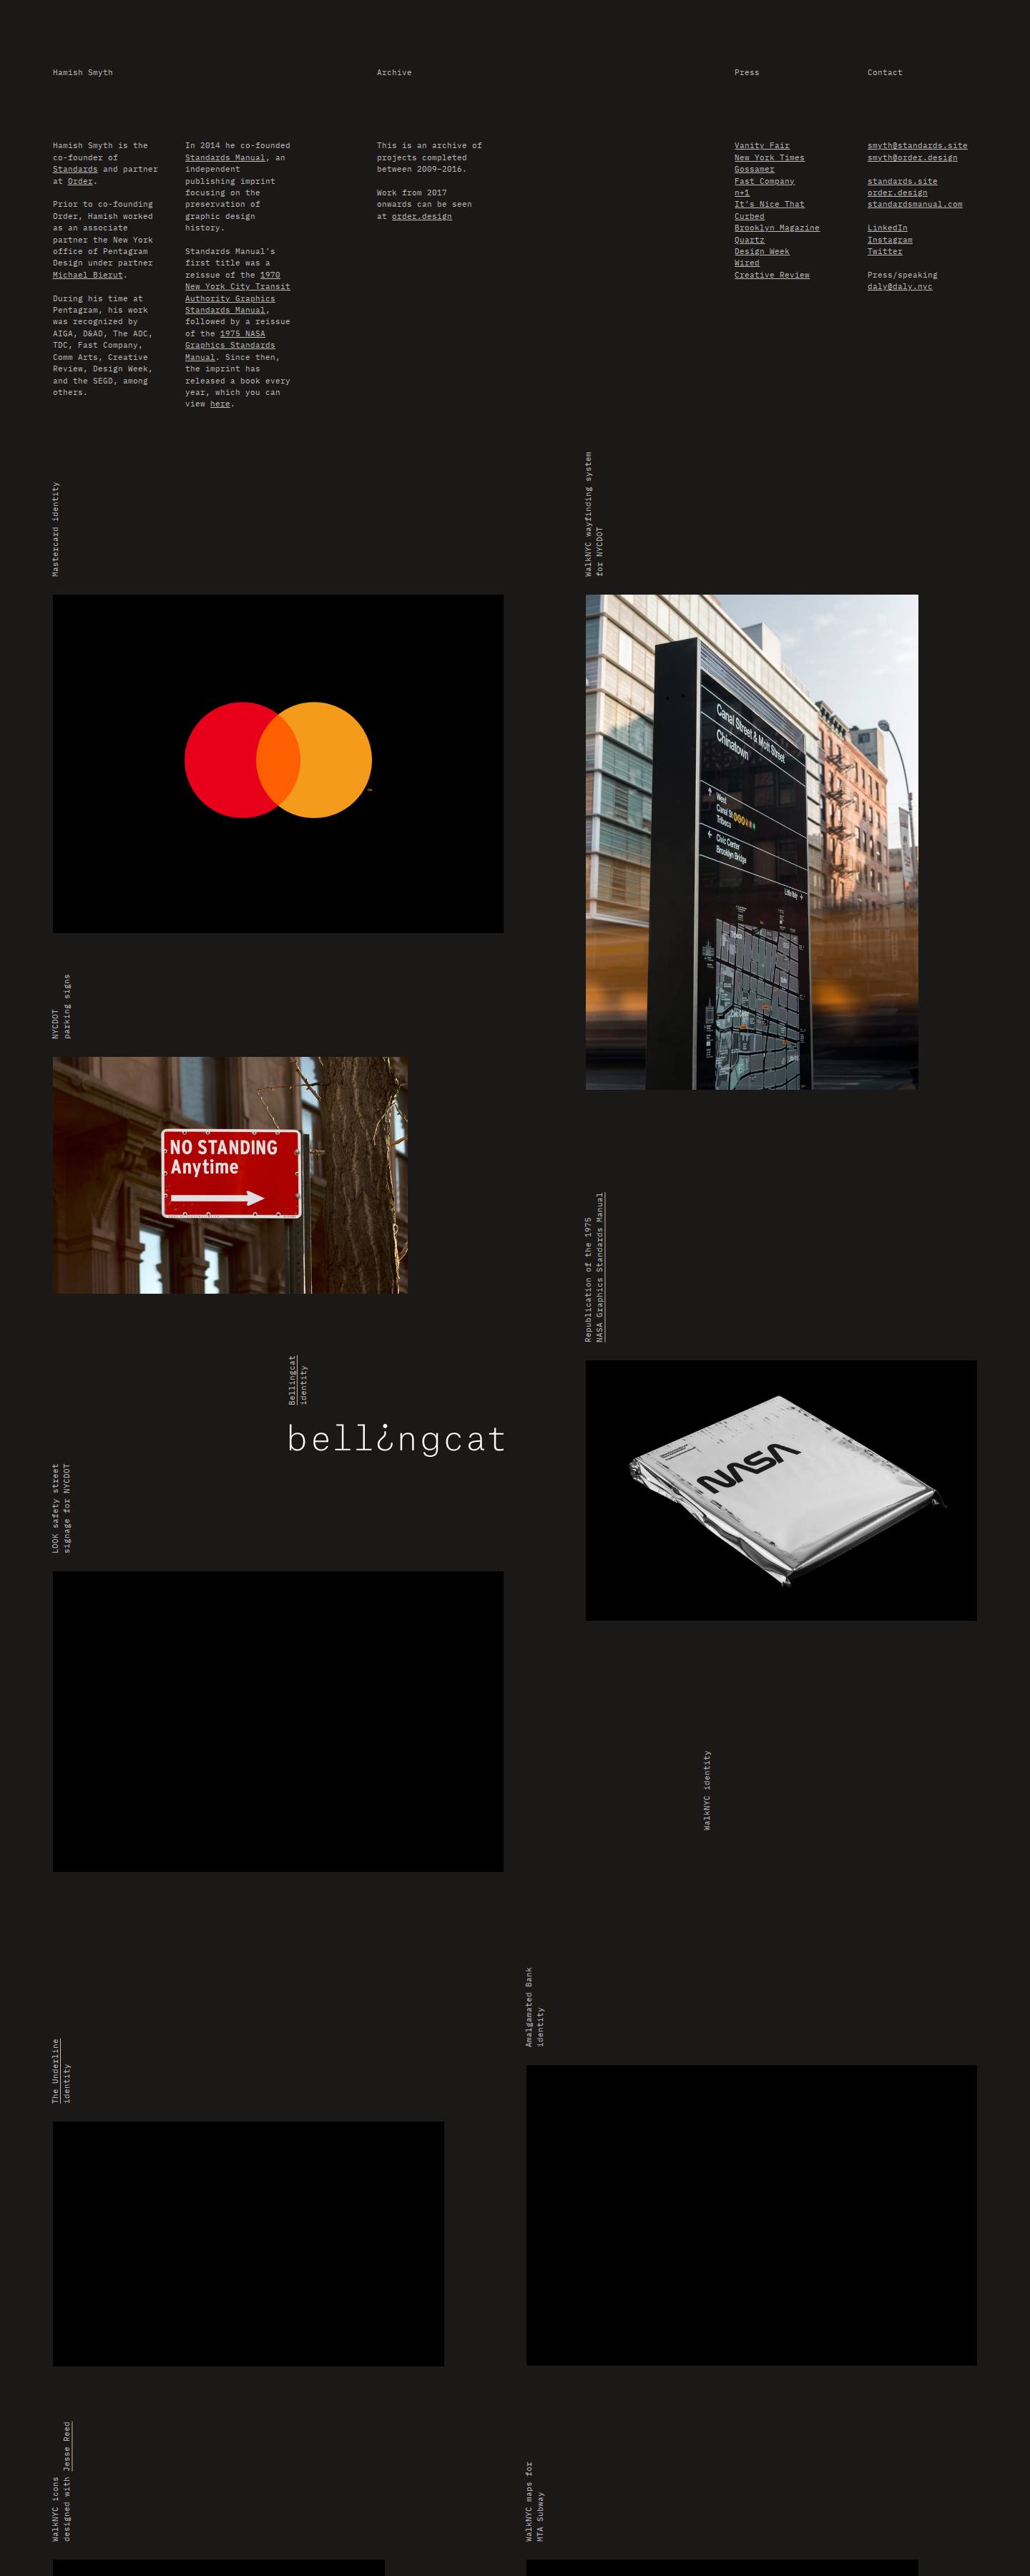 Hamish Smyth
Archive
Press
Contact
Hamish Smyth is the
co-founder of
Standards and partner
at Order.
Prior to co-founding
Order, Hamish worked
as an associate
partner the New York
office of Pentagram
Design under partner
Michael Bierut.
During his time at
Pentagram, his work
was recognized by
AIGA, D&AD, The ADC,
TDC, Fast Company,
Comm Arts, Creative
Review, Design Week,
and the SEGD, among
others.
In 2014 he co-founded
Standards Manual, an
independent
publishing imprint
focusing on the
preservation of
graphic design
history.
Standards Manual's
first title was a
reissue of the 1970
New York City Transit
Authority Graphics
Standards Manual,
followed by a reissue
of the 1975 NASA
Graphics Standards
Manual. Since then,
the imprint has
released a book every
year, which you can
view here.
This is an archive of
projects completed
between 2009–2016.
Work from 2017
onwards can be seen
at order.design
Vanity Fair
New York Times
Gossamer
Fast Company
n+1
It's Nice That
Curbed
Brooklyn Magazine
Quartz
Design Week
Wired
Creative Review
smyth@standards.site
smyth@order.design
standards.site
order.design
standardsmanual.com
LinkedIn
Instagram
Twitter
Press/speaking
daly@daly.nyc
Mastercard identity
WalkNYC wayfinding system
for NYCDOT
Canal Street & Mott Street
Chinatown
West
Canal St
Tribeca
Civic Center
Brooklyn Bridge
Little Italy
NYCDOT
parking signs
NO STANDING
Anytime
Republication of the 1975
NASA Graphics Standards Manual
NASA
Bellingcat
identity
bell¿ngcat
LOOK safety street
signage for NYCDOT
WalkNYC identity
Amalgamated Bank
identity
The Underline
identity
WalkNYC icons
designed with Jesse Reed
WalkNYC maps for
MTA Subway